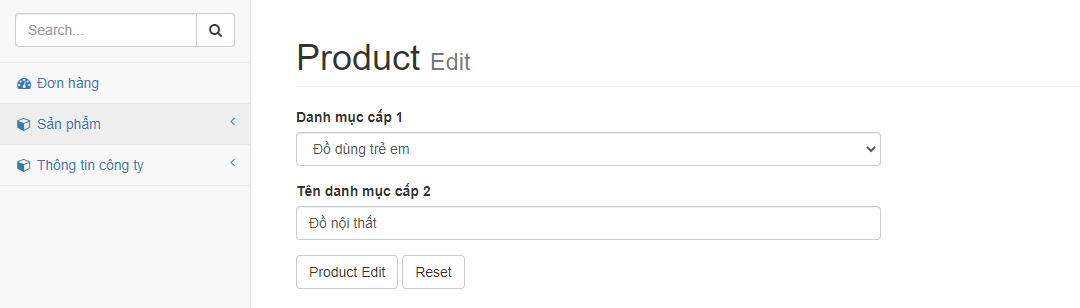 Search...
Đơn hàng
Sản phẩm
Thông tin công ty
Product Edit
Danh mục cấp 1
Đồ dùng trẻ em
Tên danh mục cấp 2
Đồ nội thất
Product Edit Reset